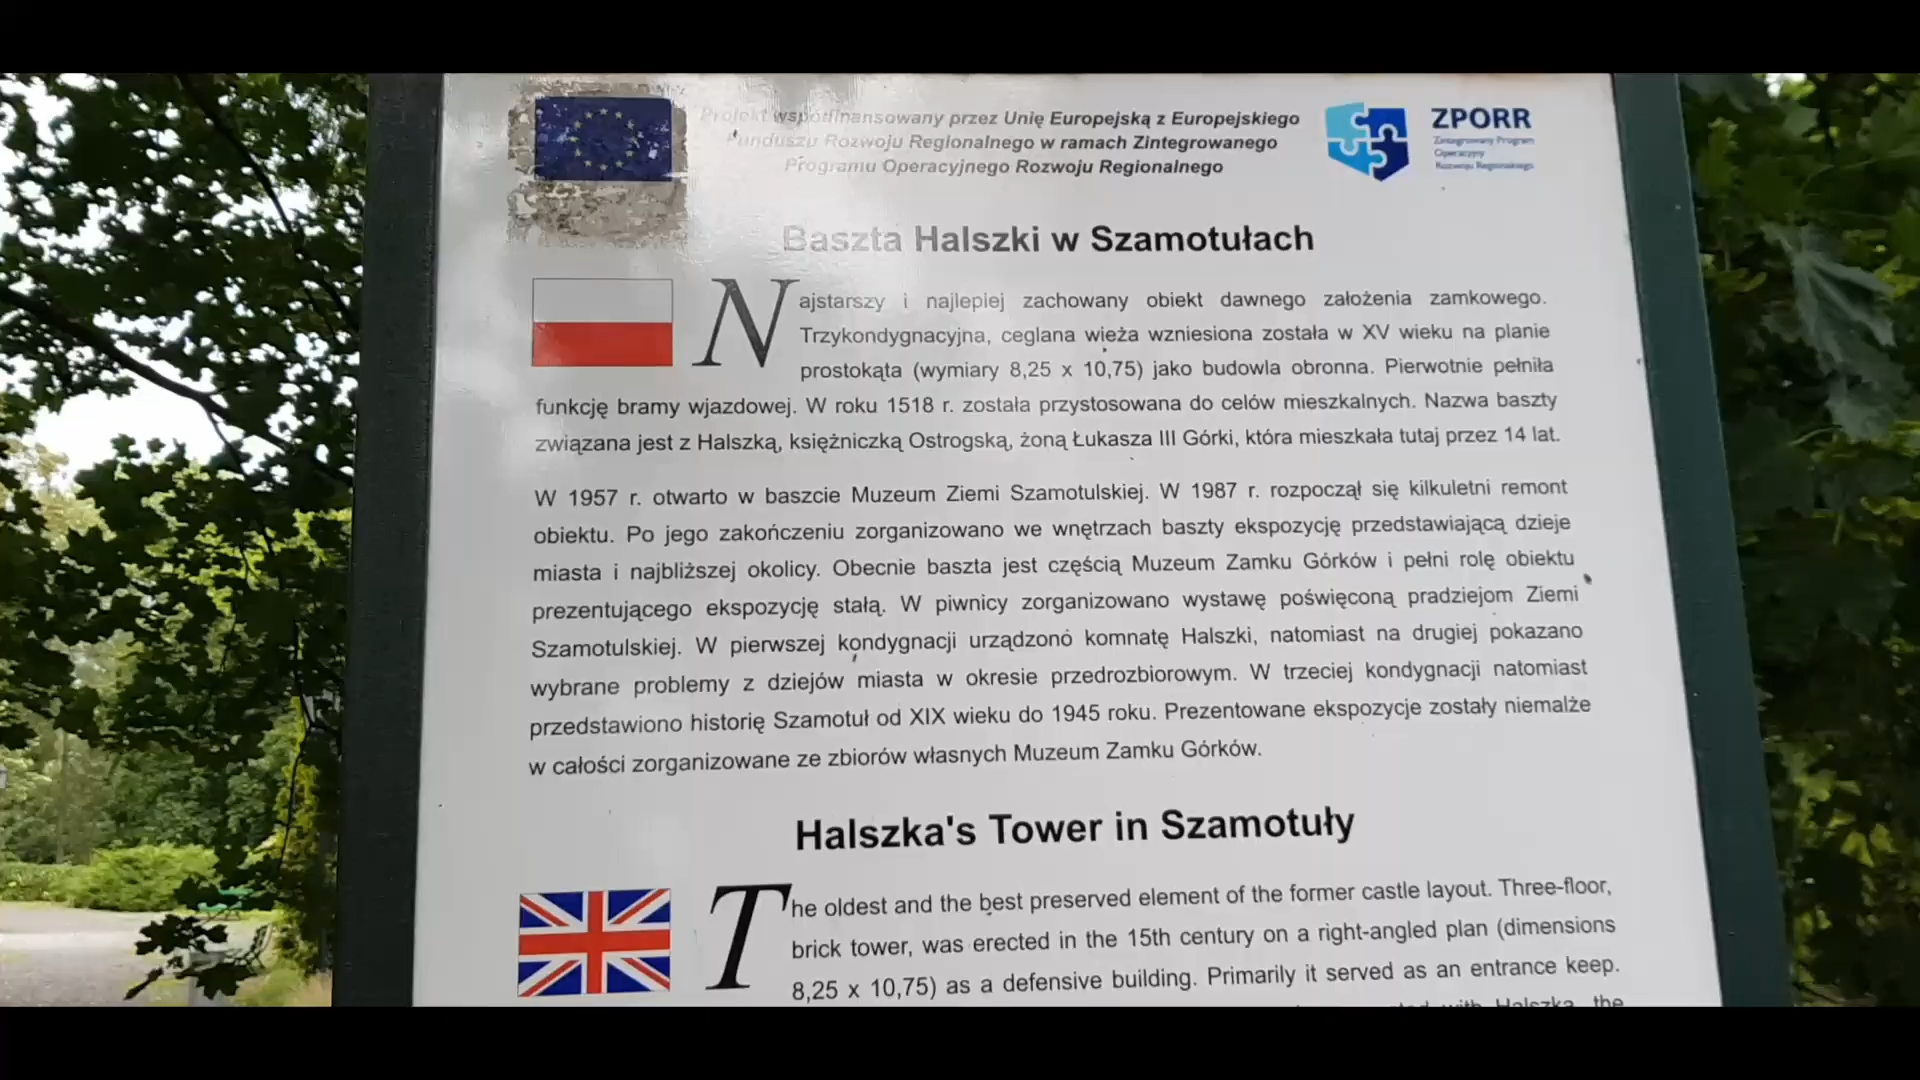 Projekt współfinansowany przez Unię Europejską z Europejskiego
Funduszu Rozwoju Regionalnego w ramach Zintegrowanego
Programu Operacyjnego Rozwoju Regionalnego
ZPORR
Zintegrowany Program
Operacyjny
Rozwoju Regionalnego
Baszta Halszki w Szamotułach
Najstarszy i najlepiej zachowany obiekt dawnego założenia zamkowego.
Trzykondygnacyjna, ceglana wieża wzniesiona została w XV wieku na planie
prostokąta (wymiary 8,25 x 10,75) jako budowla obronna. Pierwotnie pełniła
funkcję bramy wjazdowej. W roku 1518 r. została przystosowana do celów mieszkalnych. Nazwa baszty
związana jest z Halszką, księżniczką Ostrogską, żoną Łukasza III Górki, która mieszkała tutaj przez 14 lat.
W 1957 r. otwarto w baszcie Muzeum Ziemi Szamotulskiej. W 1987 r. rozpoczął się kilkuletni remont
obiektu. Po jego zakończeniu zorganizowano we wnętrzach baszty ekspozycję przedstawiającą dzieje
miasta i najbliższej okolicy. Obecnie baszta jest częścią Muzeum Zamku Górków i pełni rolę obiektu
prezentującego ekspozycję stałą. W piwnicy zorganizowano wystawę poświęconą pradziejom Ziemi
Szamotulskiej. W pierwszej kondygnacji urządzono komnatę Halszki, natomiast na drugiej pokazano
wybrane problemy z dziejów miasta w okresie przedrozbiorowym. W trzeciej kondygnacji natomiast
przedstawiono historię Szamotuł od XIX wieku do 1945 roku. Prezentowane ekspozycje zostały niemalże
w całości zorganizowane ze zbiorów własnych Muzeum Zamku Górków.
Halszka's Tower in Szamotuły
The oldest and the best preserved element of the former castle layout. Three-floor,
brick tower, was erected in the 15th century on a right-angled plan (dimensions
8,25 x 10,75) as a defensive building. Primarily it served as an entrance keep.
with Halszka, the